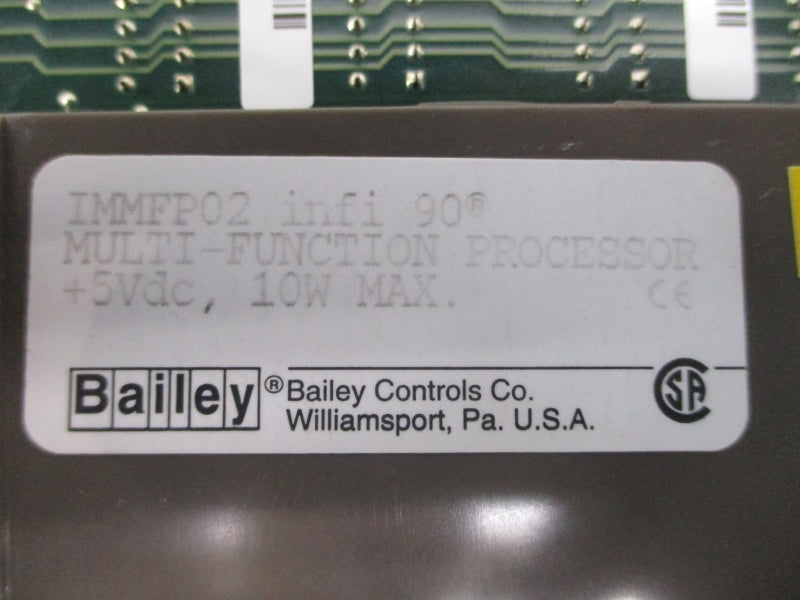 IMMFP02 infi 90®
MULTI-FUNCTION PROCESSOR
+5Vdc, 10W MAX. CE
Bailey® Bailey Controls Co.
Williamsport, Pa. U.S.A.
SA